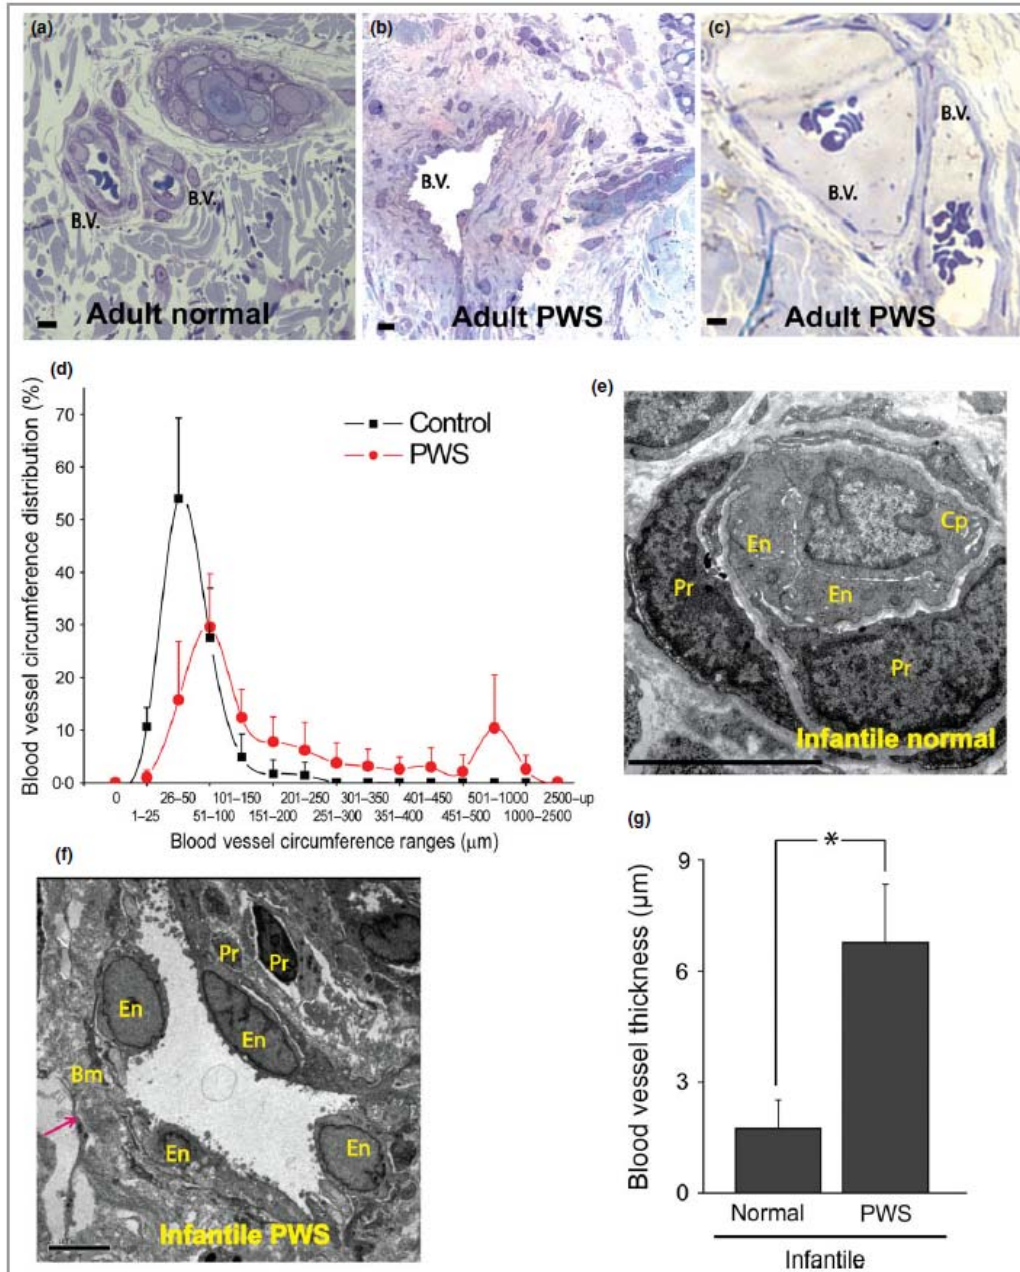 (a)
B.V.
B.V.
Adult normal
(b)
B.V.
Adult PWS
(c)
B.V.
B.V.
Adult PWS
(d)
Blood vessel circumference distribution (%)
70
60
50
40
30
20
10
0·0
Control
PWS
0 26–50 101–150 201–250 301–350 401–450 501–1000 2500–up
1–25 51–100 151–200 251–300 351–400 451–500 1000–2500
Blood vessel circumference ranges (µm)
(e)
Cp
En
En
Pr
Pr
Infantile normal
(f)
Pr
Pr
En
En
Bm
En
En
Infantile PWS
(g)
Blood vessel thickness (µm)
9
6
3
0
*
Normal PWS
Infantile